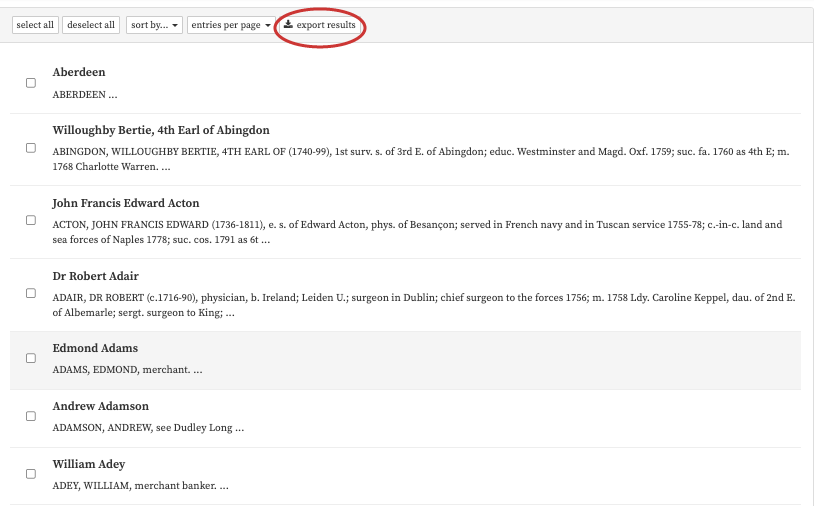 select all deselect all sort by... entries per page export results
Aberdeen
ABERDEEN ...
Willoughby Bertie, 4th Earl of Abingdon
ABINGDON, WILLOUGHBY BERTIE, 4TH EARL OF (1740-99), 1st surv. s. of 3rd E. of Abingdon; educ. Westminster and Magd. Oxf. 1759; suc. fa. 1760 as 4th E; m.
1768 Charlotte Warren. ...
John Francis Edward Acton
ACTON, JOHN FRANCIS EDWARD (1736-1811), e. s. of Edward Acton, phys. of Besançon; served in French navy and in Tuscan service 1755-78; c.-in-c. land and
sea forces of Naples 1778; suc. cos. 1791 as 6t ...
Dr Robert Adair
ADAIR, DR ROBERT (c.1716-90), physician, b. Ireland; Leiden U.; surgeon in Dublin; chief surgeon to the forces 1756; m. 1758 Ldy. Caroline Keppel, dau. of 2nd E.
of Albemarle; sergt. surgeon to King; ...
Edmond Adams
ADAMS, EDMOND, merchant. ...
Andrew Adamson
ADAMSON, ANDREW, see Dudley Long ...
William Adey
ADEY, WILLIAM, merchant banker. ...